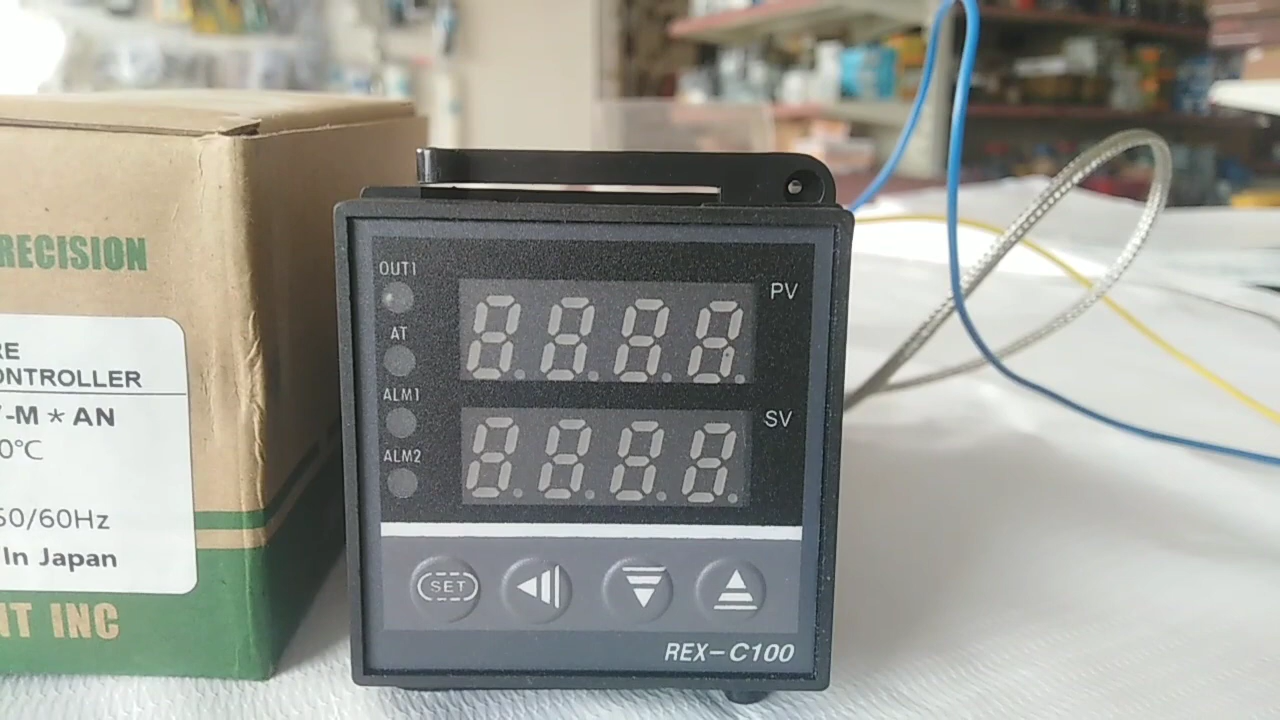 RECISION
RE
ONTROLLER
-M * AN
0°C
50/60Hz
In Japan
NT INC
OUT1
AT
ALM1
ALM2
PV
SV
SET
REX-C100